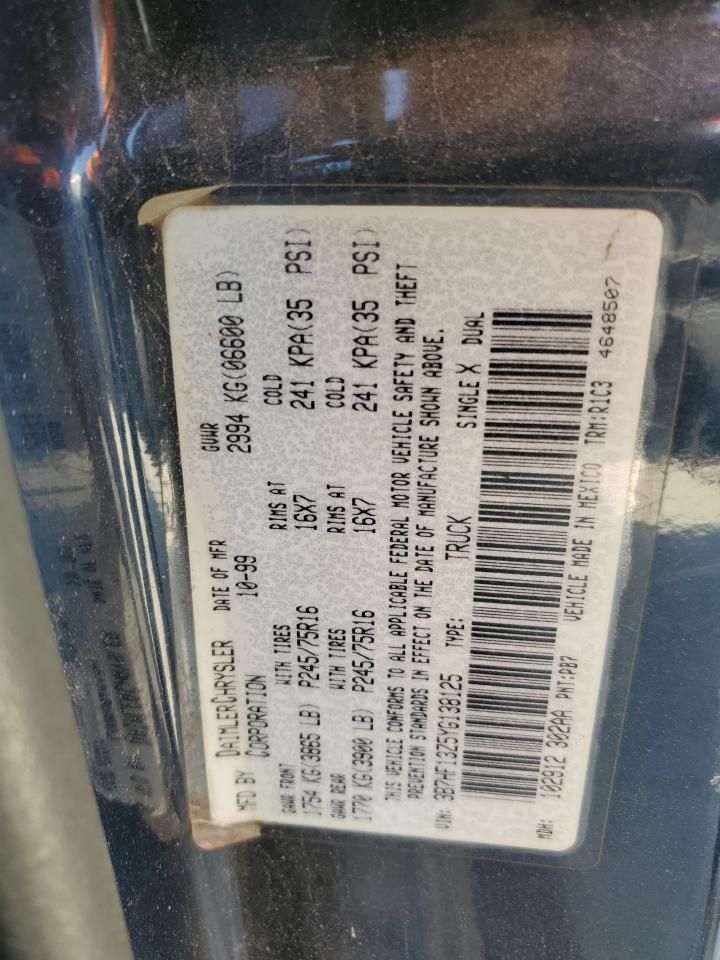 MFD BY DAIMLERCHRYSLER CORPORATION
DATE OF MFR 10-99
GVWR 2994 KG(06600 LB)
GAWR FRONT WITH TIRES RIMS AT COLD
1754 KG(3865 LB) P245/75R16 16X7 241 KPA(35 PSI)
GAWR REAR WITH TIRES RIMS AT COLD
1770 KG(3900 LB) P245/75R16 16X7 241 KPA(35 PSI)
THIS VEHICLE CONFORMS TO ALL APPLICABLE FEDERAL MOTOR VEHICLE SAFETY AND THEFT
PREVENTION STANDARDS IN EFFECT ON THE DATE OF MANUFACTURE SHOWN ABOVE.
VIN: 3B7HF13Z5YG138125 TYPE: TRUCK SINGLE X DUAL
MDH: 102912 302AA PNT:PB7 VEHICLE MADE IN MEXICO TRM:R1C3 4648507